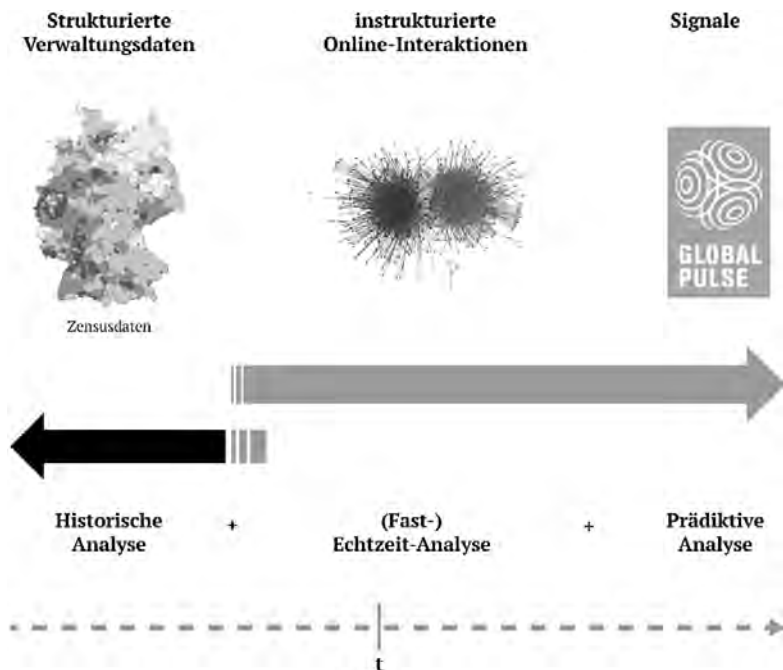 Strukturierte
Verwaltungsdaten
instrukturierte
Online-Interaktionen
Signale
GLOBAL
PULSE
Zensusdaten
Historische
Analyse
+
(Fast-)
Echtzeit-Analyse
+
Prädiktive
Analyse
t